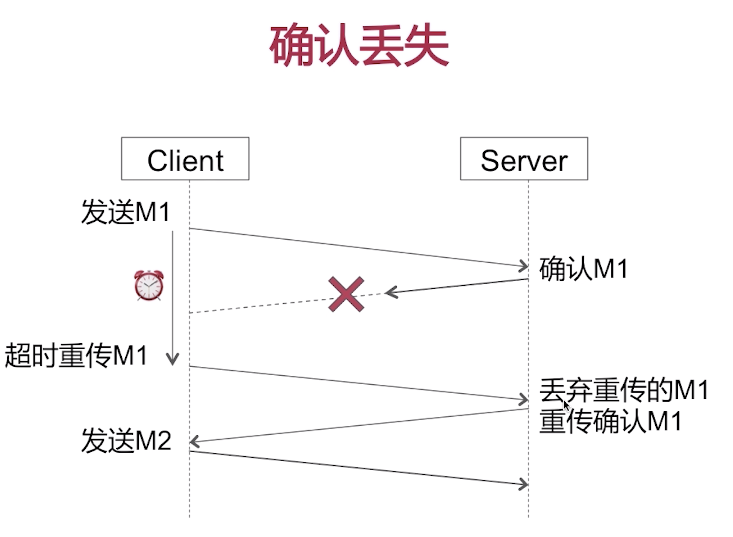 确认丢失
Client
Server
发送M1
确认M1
超时重传M1
丢弃重传的M1
重传确认M1
发送M2